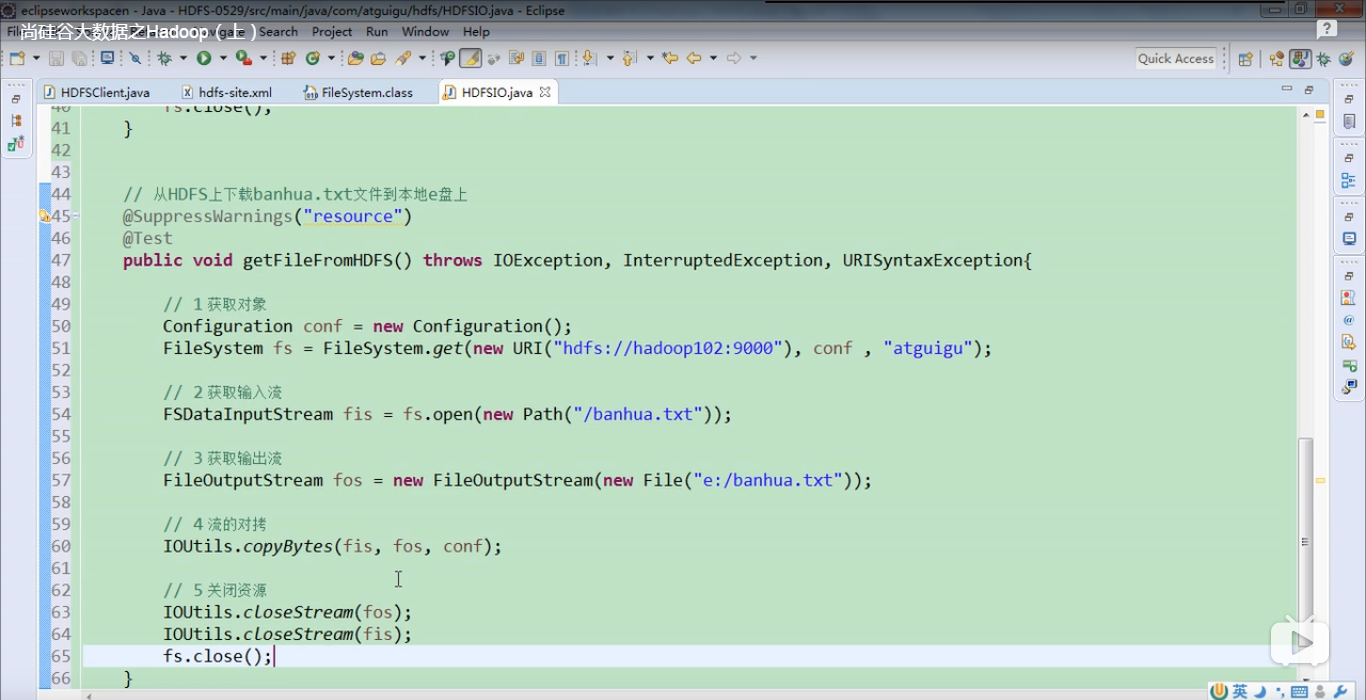 eclipseworkspacen - Java - HDFS-0529/src/main/java/com/atguigu/hdfs/HDFSIO.java - Eclipse
尚硅谷大数据之Hadoop（上）
Search Project Run Window Help
Quick Access
HDFSClient.java hdfs-site.xml FileSystem.class HDFSIO.java
40 fs.close();
41 }
42
43
44 // 从HDFS上下载banhua.txt文件到本地e盘上
45 @SuppressWarnings("resource")
46 @Test
47 public void getFileFromHDFS() throws IOException, InterruptedException, URISyntaxException{
48
49 // 1 获取对象
50 Configuration conf = new Configuration();
51 FileSystem fs = FileSystem.get(new URI("hdfs://hadoop102:9000"), conf , "atguigu");
52
53 // 2 获取输入流
54 FSDataInputStream fis = fs.open(new Path("/banhua.txt"));
55
56 // 3 获取输出流
57 FileOutputStream fos = new FileOutputStream(new File("e:/banhua.txt"));
58
59 // 4 流的对拷
60 IOUtils.copyBytes(fis, fos, conf);
61
62 // 5 关闭资源
63 IOUtils.closeStream(fos);
64 IOUtils.closeStream(fis);
65 fs.close();
66 }
英